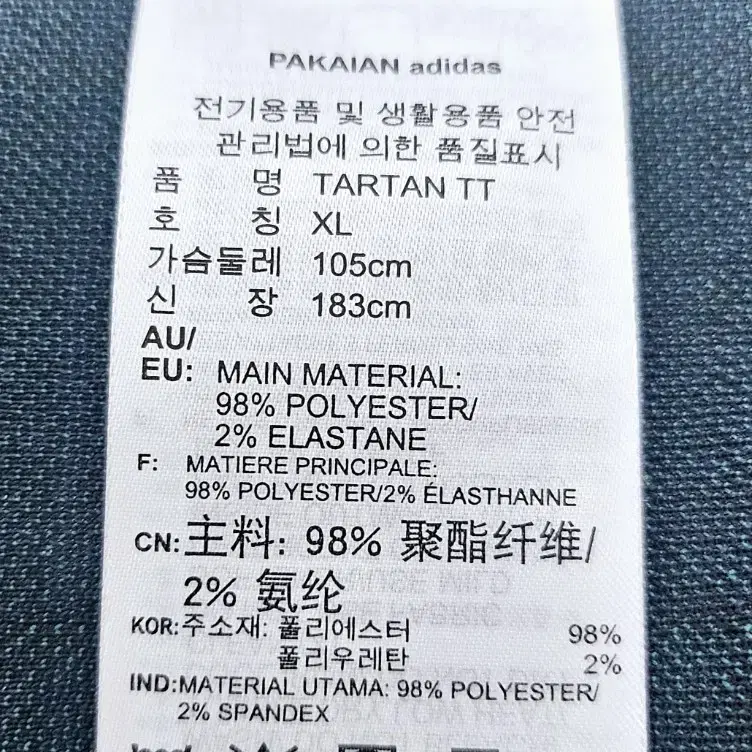 PAKAIAN adidas
전기용품 및 생활용품 안전
관리법에 의한 품질표시
품 명 TARTAN TT
호 칭 XL
가슴둘레 105cm
신 장 183cm
AU/
EU: MAIN MATERIAL:
98% POLYESTER/
2% ELASTANE
F: MATIERE PRINCIPALE:
98% POLYESTER/2% ÉLASTHANNE
CN: 主料: 98% 聚酯纤维/
2% 氨纶
KOR: 주소재: 폴리에스터 98%
폴리우레탄 2%
IND: MATERIAL UTAMA: 98% POLYESTER/
2% SPANDEX